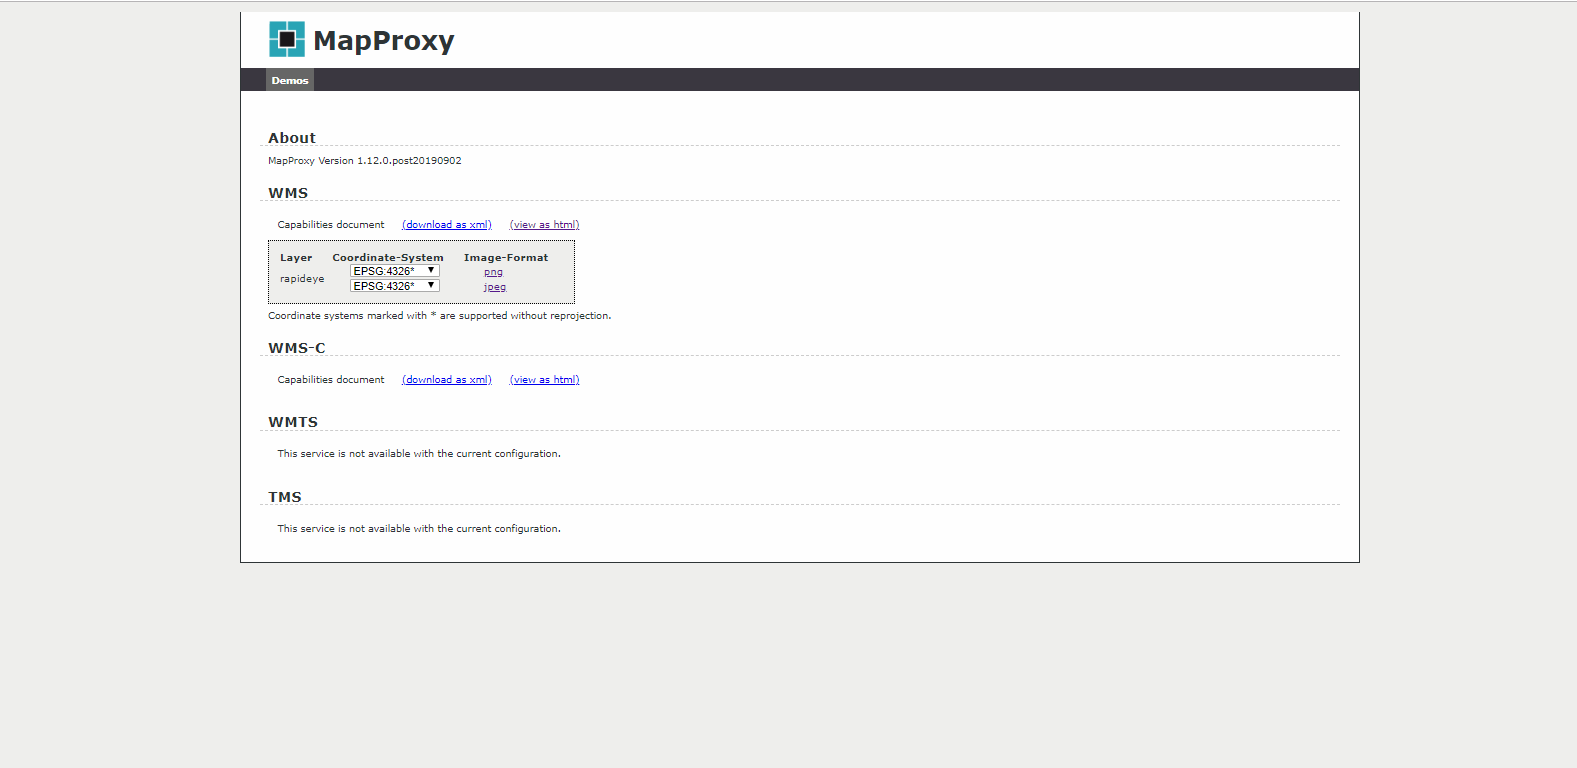 MapProxy
Demos
About
MapProxy Version 1.12.0.post20190902
WMS
Capabilities document (download as xml) (view as html)
Layer Coordinate-System Image-Format
EPSG:4326* png
rapideye
EPSG:4326* jpeg
Coordinate systems marked with * are supported without reprojection.
WMS-C
Capabilities document (download as xml) (view as html)
WMTS
This service is not available with the current configuration.
TMS
This service is not available with the current configuration.